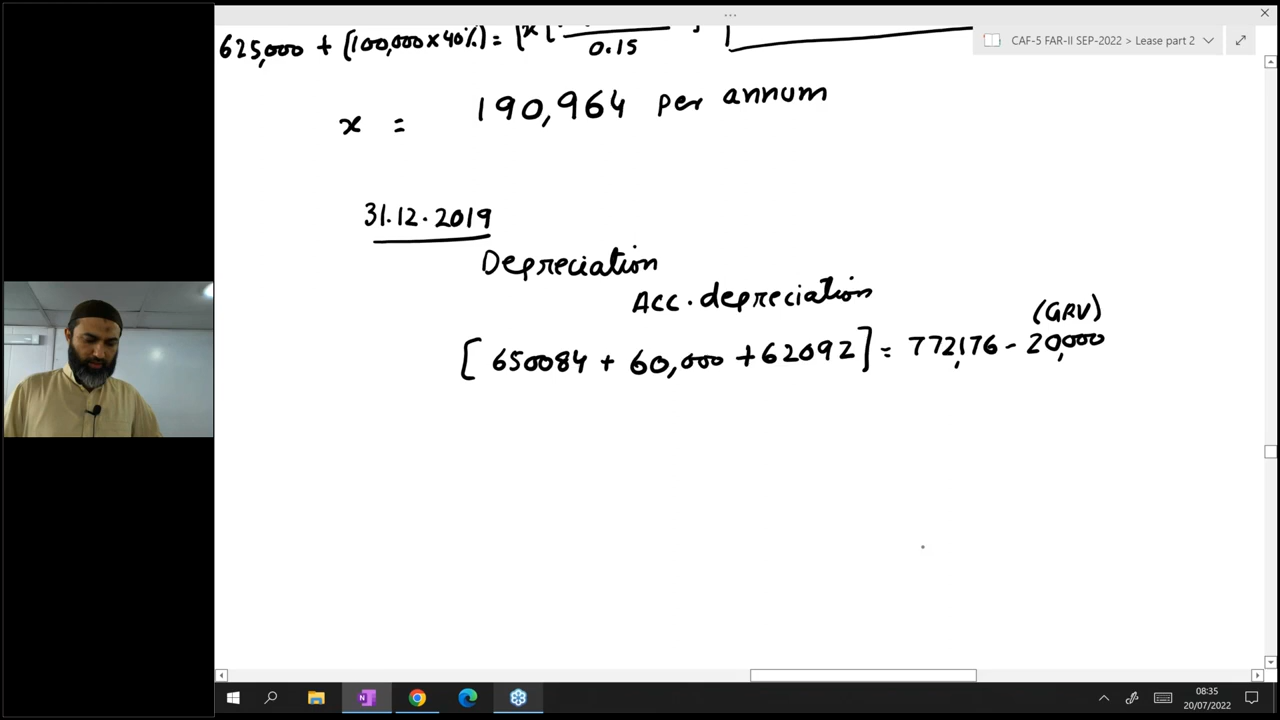 CAF-5 FAR-II SEP-2022 > Lease part 2
625,000 + (100,000 x 40%) = [x [
0.15
x = 190,964 per annum
31.12.2019
Depreciation
Acc. depreciation
(GRV)
[650084 + 60,000 + 62092] = 772,176 - 20,000
08:35
20/07/2022